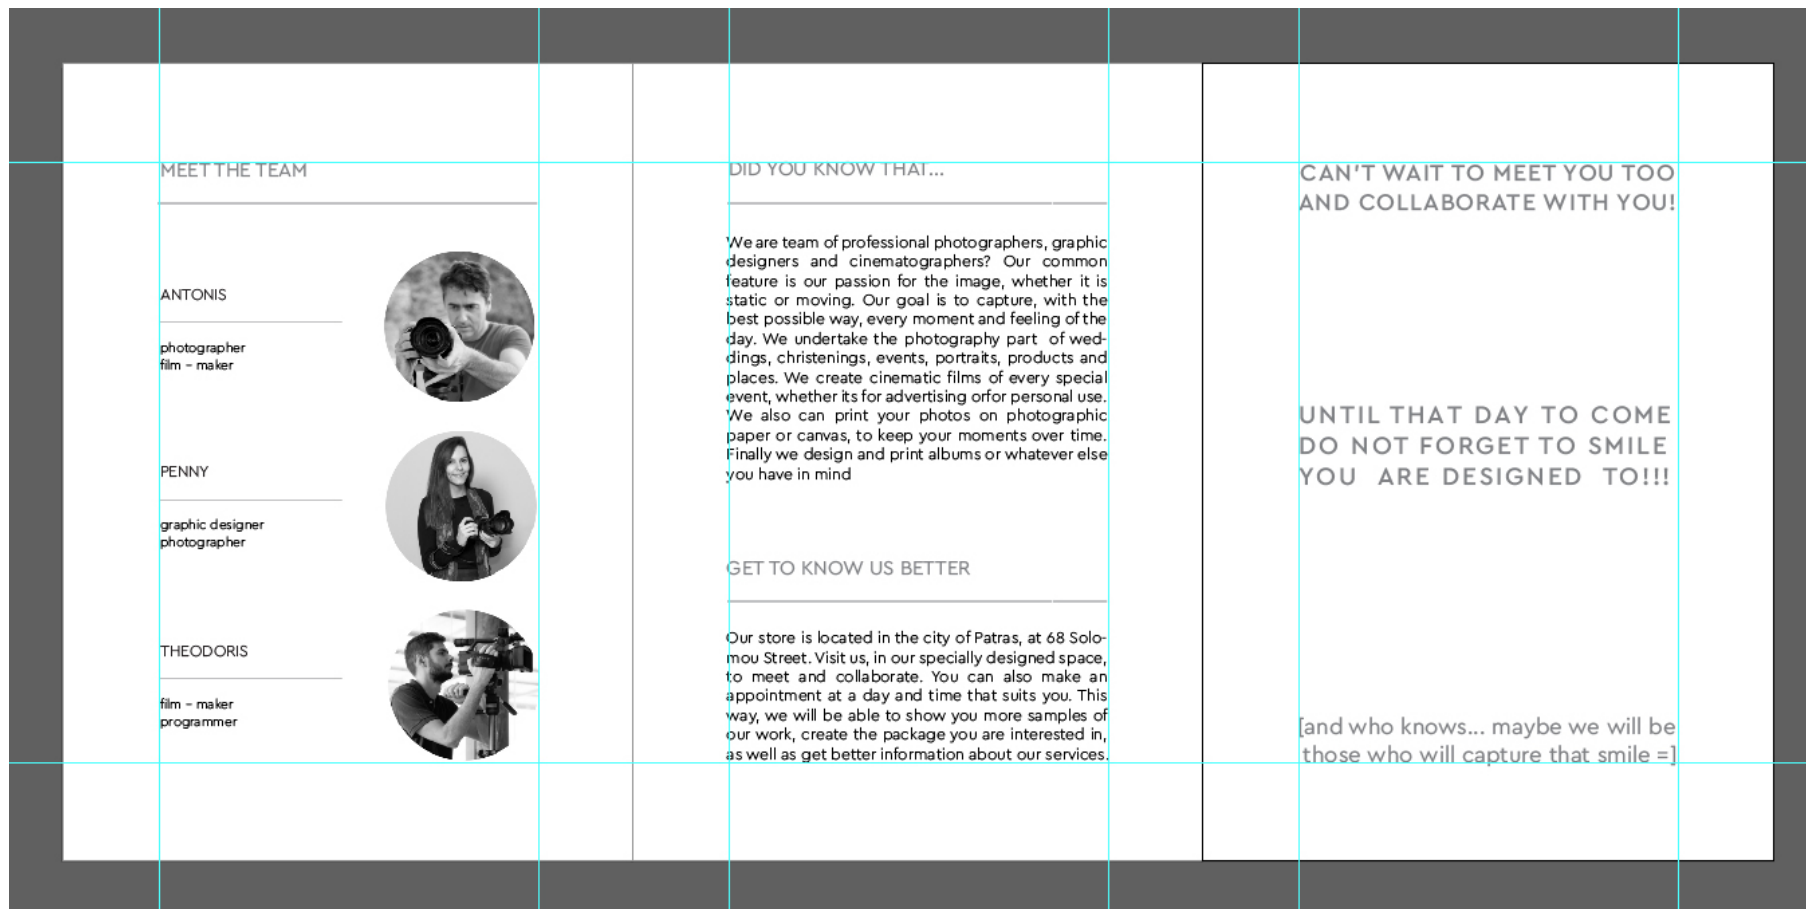 MEET THE TEAM
ANTONIS
photographer
film - maker
PENNY
graphic designer
photographer
THEODORIS
film - maker
programmer
DID YOU KNOW THAT...
We are team of professional photographers, graphic
designers and cinematographers? Our common
feature is our passion for the image, whether it is
static or moving. Our goal is to capture, with the
best possible way, every moment and feeling of the
day. We undertake the photography part of wed-
dings, christenings, events, portraits, products and
places. We create cinematic films of every special
event, whether its for advertising orfor personal use.
We also can print your photos on photographic
paper or canvas, to keep your moments over time.
Finally we design and print albums or whatever else
you have in mind
GET TO KNOW US BETTER
Our store is located in the city of Patras, at 68 Solo-
mou Street. Visit us, in our specially designed space,
to meet and collaborate. You can also make an
appointment at a day and time that suits you. This
way, we will be able to show you more samples of
our work, create the package you are interested in,
as well as get better information about our services.
CAN'T WAIT TO MEET YOU TOO
AND COLLABORATE WITH YOU!
UNTIL THAT DAY TO COME
DO NOT FORGET TO SMILE
YOU ARE DESIGNED TO!!!
[and who knows... maybe we will be
those who will capture that smile =]